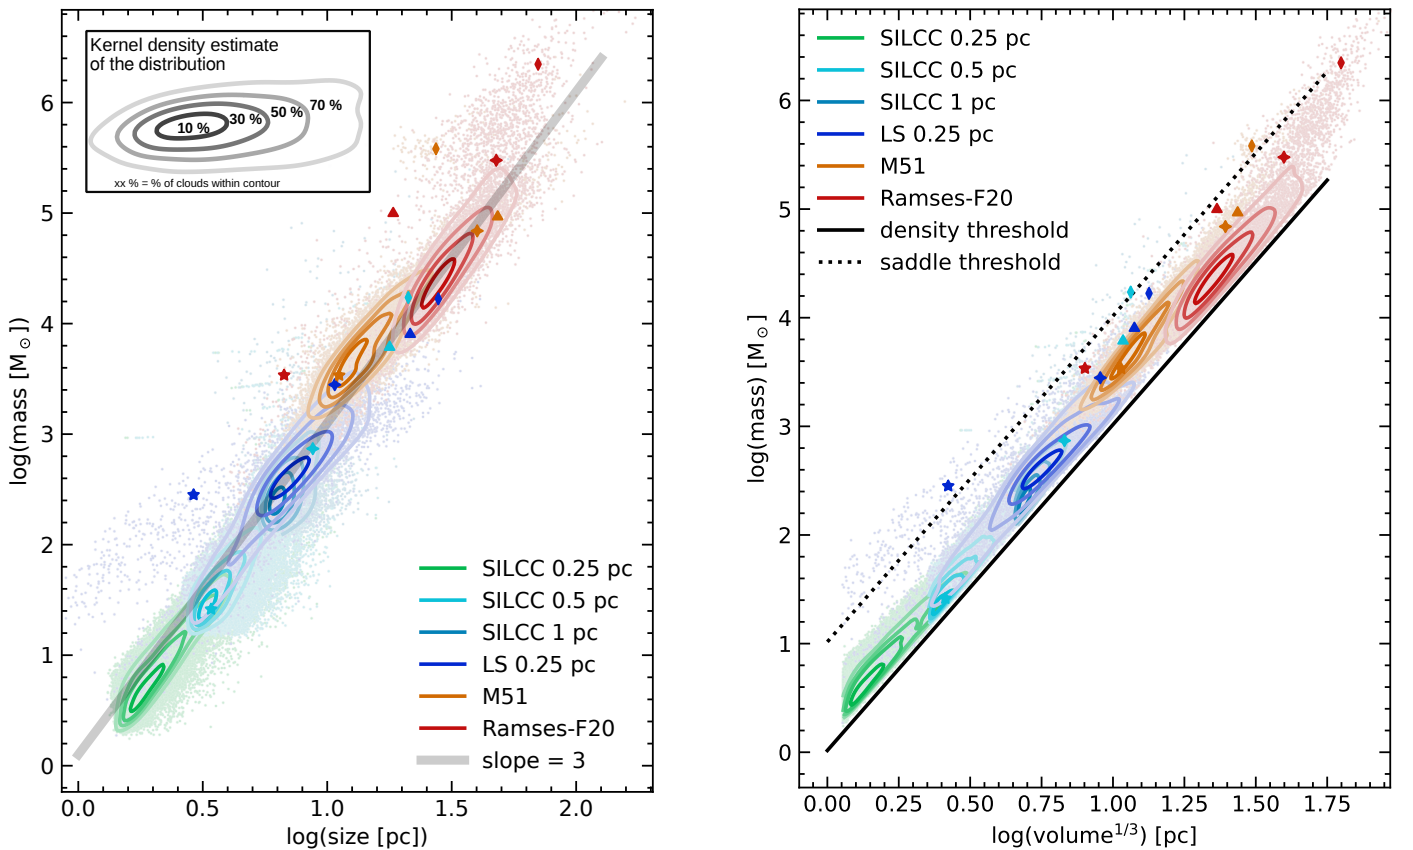 Kernel density estimate
of the distribution
10 %
30 %
50 %
70 %
xx % = % of clouds within contour
log(mass [M☉])
6
5
4
3
2
1
0
SILCC 0.25 pc
SILCC 0.5 pc
SILCC 1 pc
LS 0.25 pc
M51
Ramses-F20
slope = 3
0.0 0.5 1.0 1.5 2.0
log(size [pc])
SILCC 0.25 pc
SILCC 0.5 pc
SILCC 1 pc
LS 0.25 pc
M51
Ramses-F20
density threshold
saddle threshold
log(mass) [M☉]
6
5
4
3
2
1
0
0.00 0.25 0.50 0.75 1.00 1.25 1.50 1.75
log(volume^1/3) [pc]